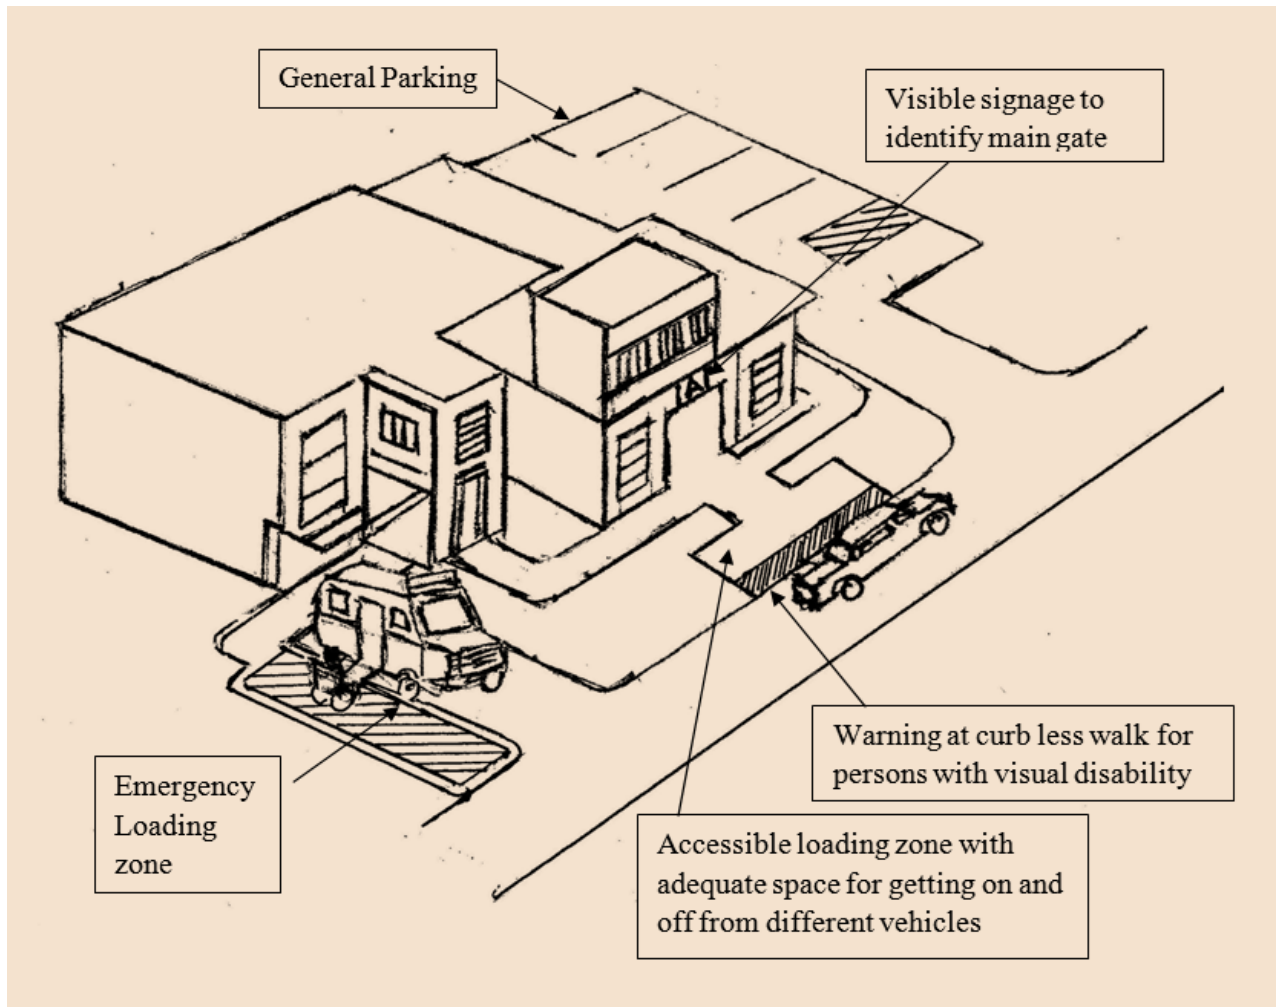 General Parking
Visible signage to
identify main gate
Warning at curb less walk for
persons with visual disability
Emergency
Loading
zone
Accessible loading zone with
adequate space for getting on and
off from different vehicles